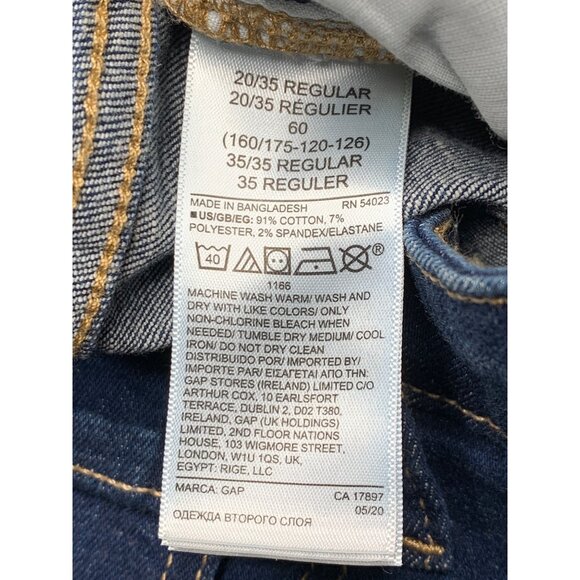 20/35 REGULAR
20/35 RÉGULIER
60
(160/175-120-126)
35/35 REGULAR
35 REGULER
MADE IN BANGLADESH RN 54023
■US/GB/EG: 91% COTTON, 7%
POLYESTER, 2% SPANDEX/ELASTANE
40 ®
1166
MACHINE WASH WARM/ WASH AND
DRY WITH LIKE COLORS/ ONLY
NON-CHLORINE BLEACH WHEN
NEEDED/ TUMBLE DRY MEDIUM/ COOL
IRON/ DO NOT DRY CLEAN
DISTRIBUIDO POR/ IMPORTED BY/
IMPORTE PAR/ ΕΙΣΑΓΕΤΑΙ ΑΠΟ ΤΗΝ:
GAP STORES (IRELAND) LIMITED C/O
ARTHUR COX, 10 EARLSFORT
TERRACE, DUBLIN 2, D02 T380,
IRELAND, GAP (UK HOLDINGS)
LIMITED, 2ND FLOOR NATIONS
HOUSE, 103 WIGMORE STREET,
LONDON, W1U 1QS, UK,
EGYPT: RIGE, LLC
MARCA: GAP CA 17897
05/20
ОДЕЖДА ВТОРОГО СЛОЯ